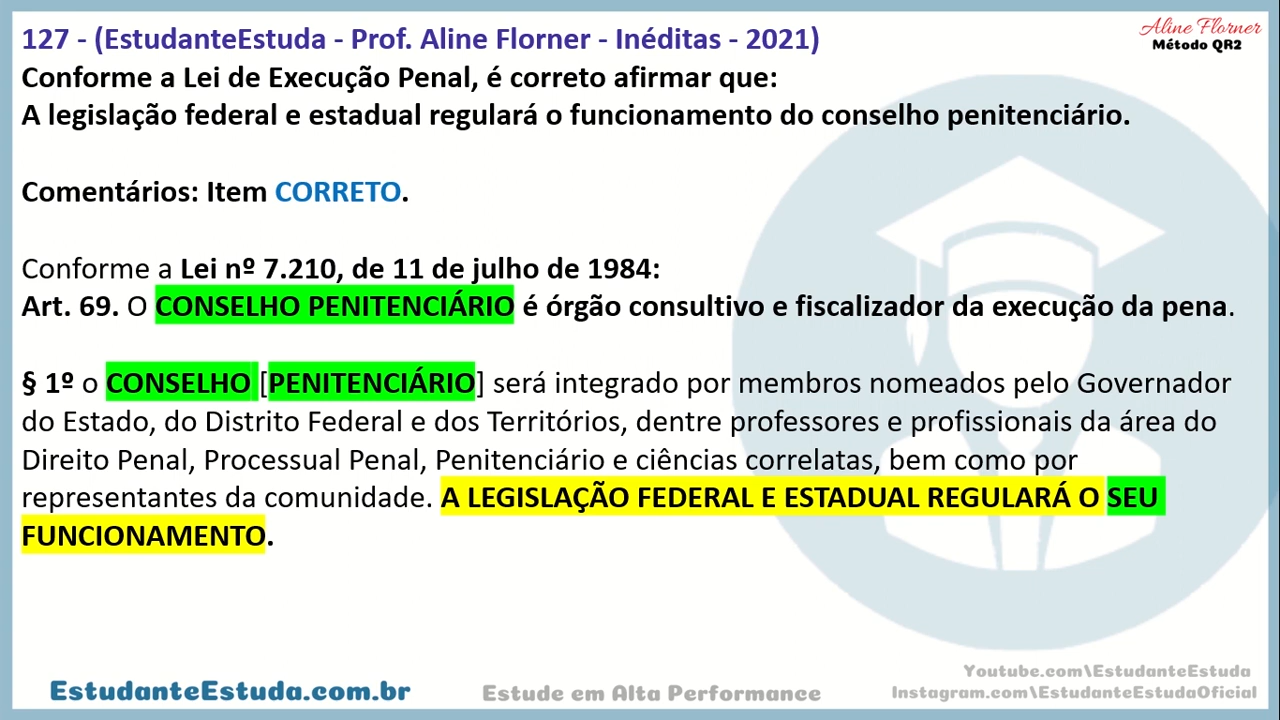 127 - (EstudanteEstuda - Prof. Aline Florner - Inéditas - 2021)
Aline Florner
Método QR2
Conforme a Lei de Execução Penal, é correto afirmar que:
A legislação federal e estadual regulará o funcionamento do conselho penitenciário.
Comentários: Item CORRETO.
Conforme a Lei nº 7.210, de 11 de julho de 1984:
Art. 69. O CONSELHO PENITENCIÁRIO é órgão consultivo e fiscalizador da execução da pena.
§ 1º o CONSELHO [PENITENCIÁRIO] será integrado por membros nomeados pelo Governador
do Estado, do Distrito Federal e dos Territórios, dentre professores e profissionais da área do
Direito Penal, Processual Penal, Penitenciário e ciências correlatas, bem como por
representantes da comunidade. A LEGISLAÇÃO FEDERAL E ESTADUAL REGULARÁ O SEU
FUNCIONAMENTO.
EstudanteEstuda.com.br
Estude em Alta Performance
Youtube.com\EstudanteEstuda
Instagram.com\EstudanteEstudaOficial